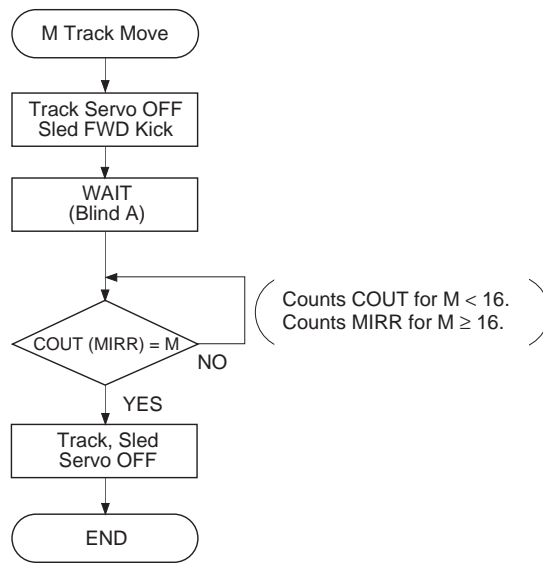 M Track Move
Track Servo OFF
Sled FWD Kick
WAIT
(Blind A)
Counts COUT for M < 16.
Counts MIRR for M ≥ 16.
COUT (MIRR) = M
NO
YES
Track, Sled
Servo OFF
END